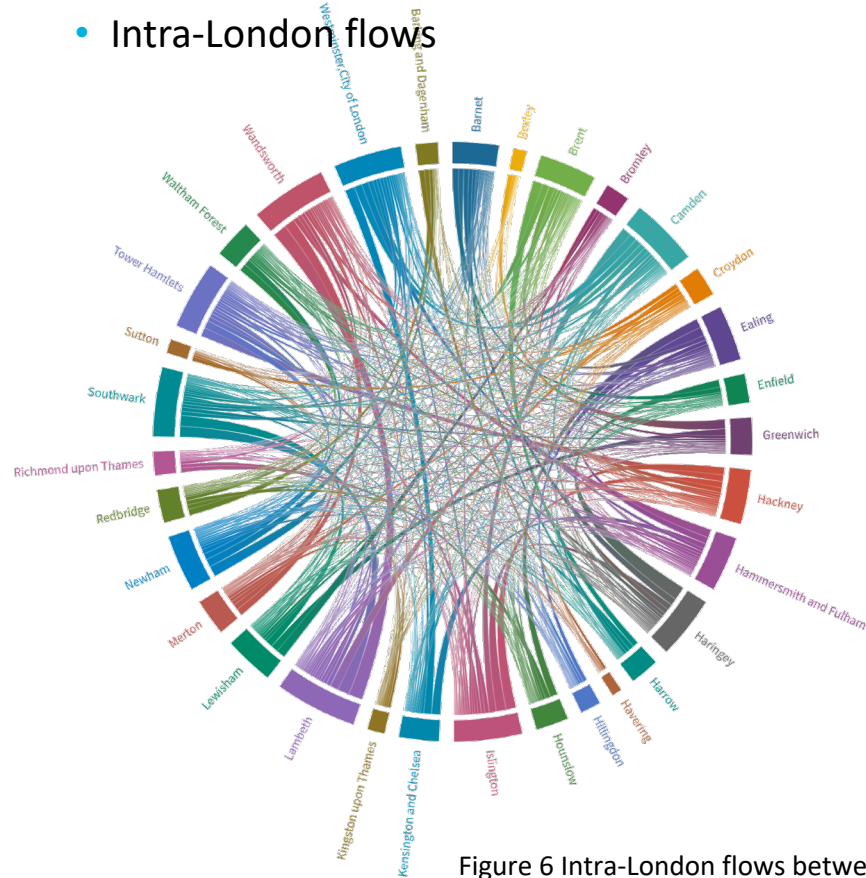 • Intra-London flows
Westminster,City of London
Barking and Dagenham
Barnet
Bexley
Brent
Bromley
Camden
Croydon
Ealing
Enfield
Greenwich
Hackney
Hammersmith and Fulham
Haringey
Harrow
Havering
Hillingdon
Hounslow
Islington
Kensington and Chelsea
Kingston upon Thames
Lambeth
Lewisham
Merton
Newham
Redbridge
Richmond upon Thames
Southwark
Sutton
Tower Hamlets
Waltham Forest
Wandsworth
Figure 6 Intra-London flows betwe